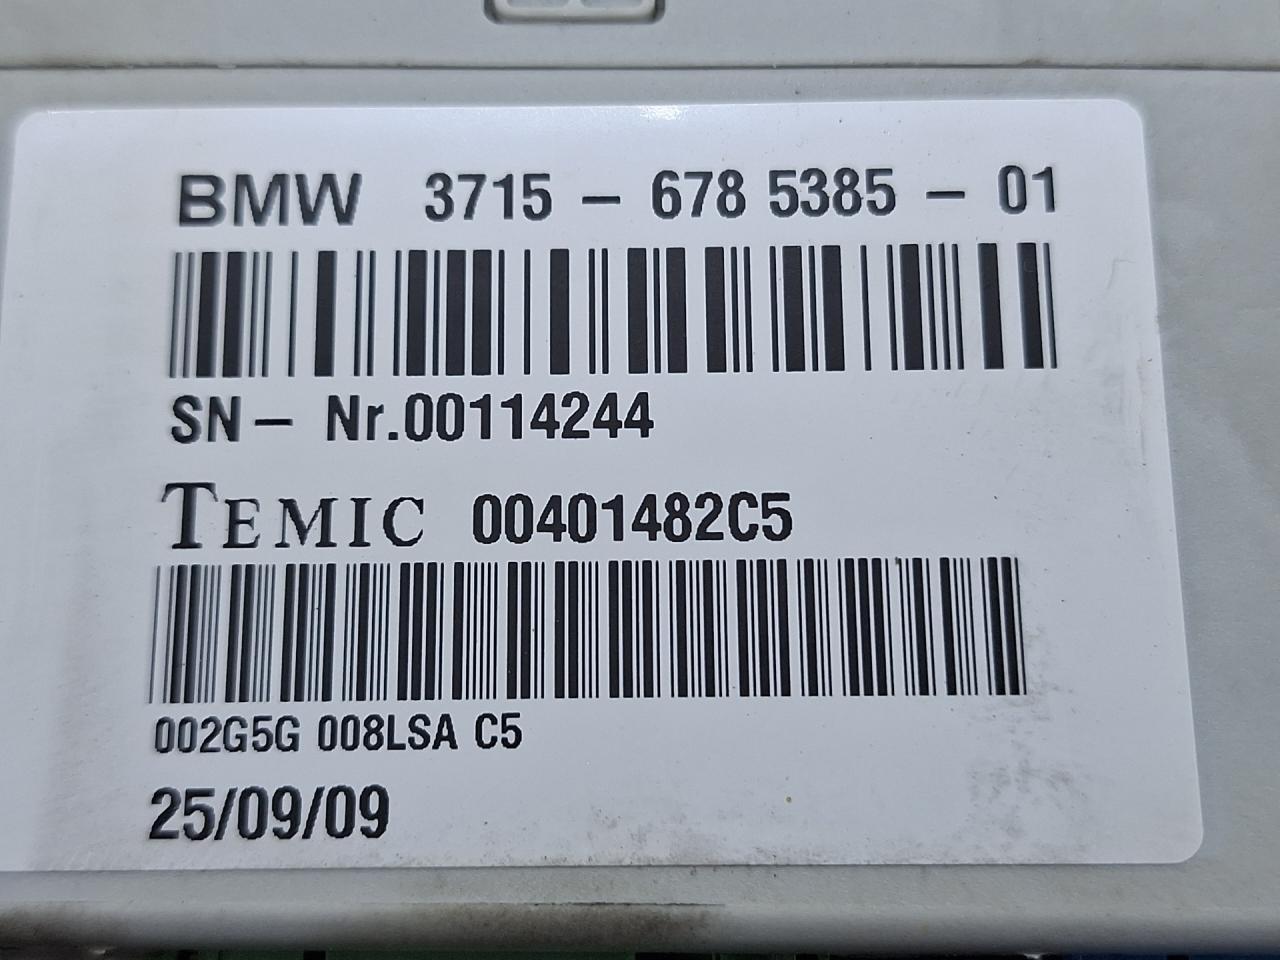 BMW 3715 - 678 5385 - 01
SN- Nr.00114244
TEMIC 00401482C5
002G5G 008LSA C5
25/09/09